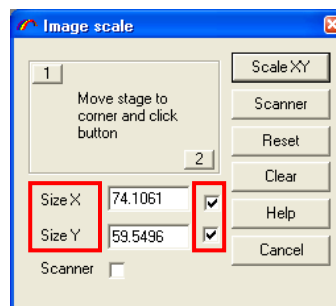 Image scale
1
Move stage to
corner and click
button
2
Size X 74.1061
Size Y 59.5496
Scanner
Scale XY
Scanner
Reset
Clear
Help
Cancel